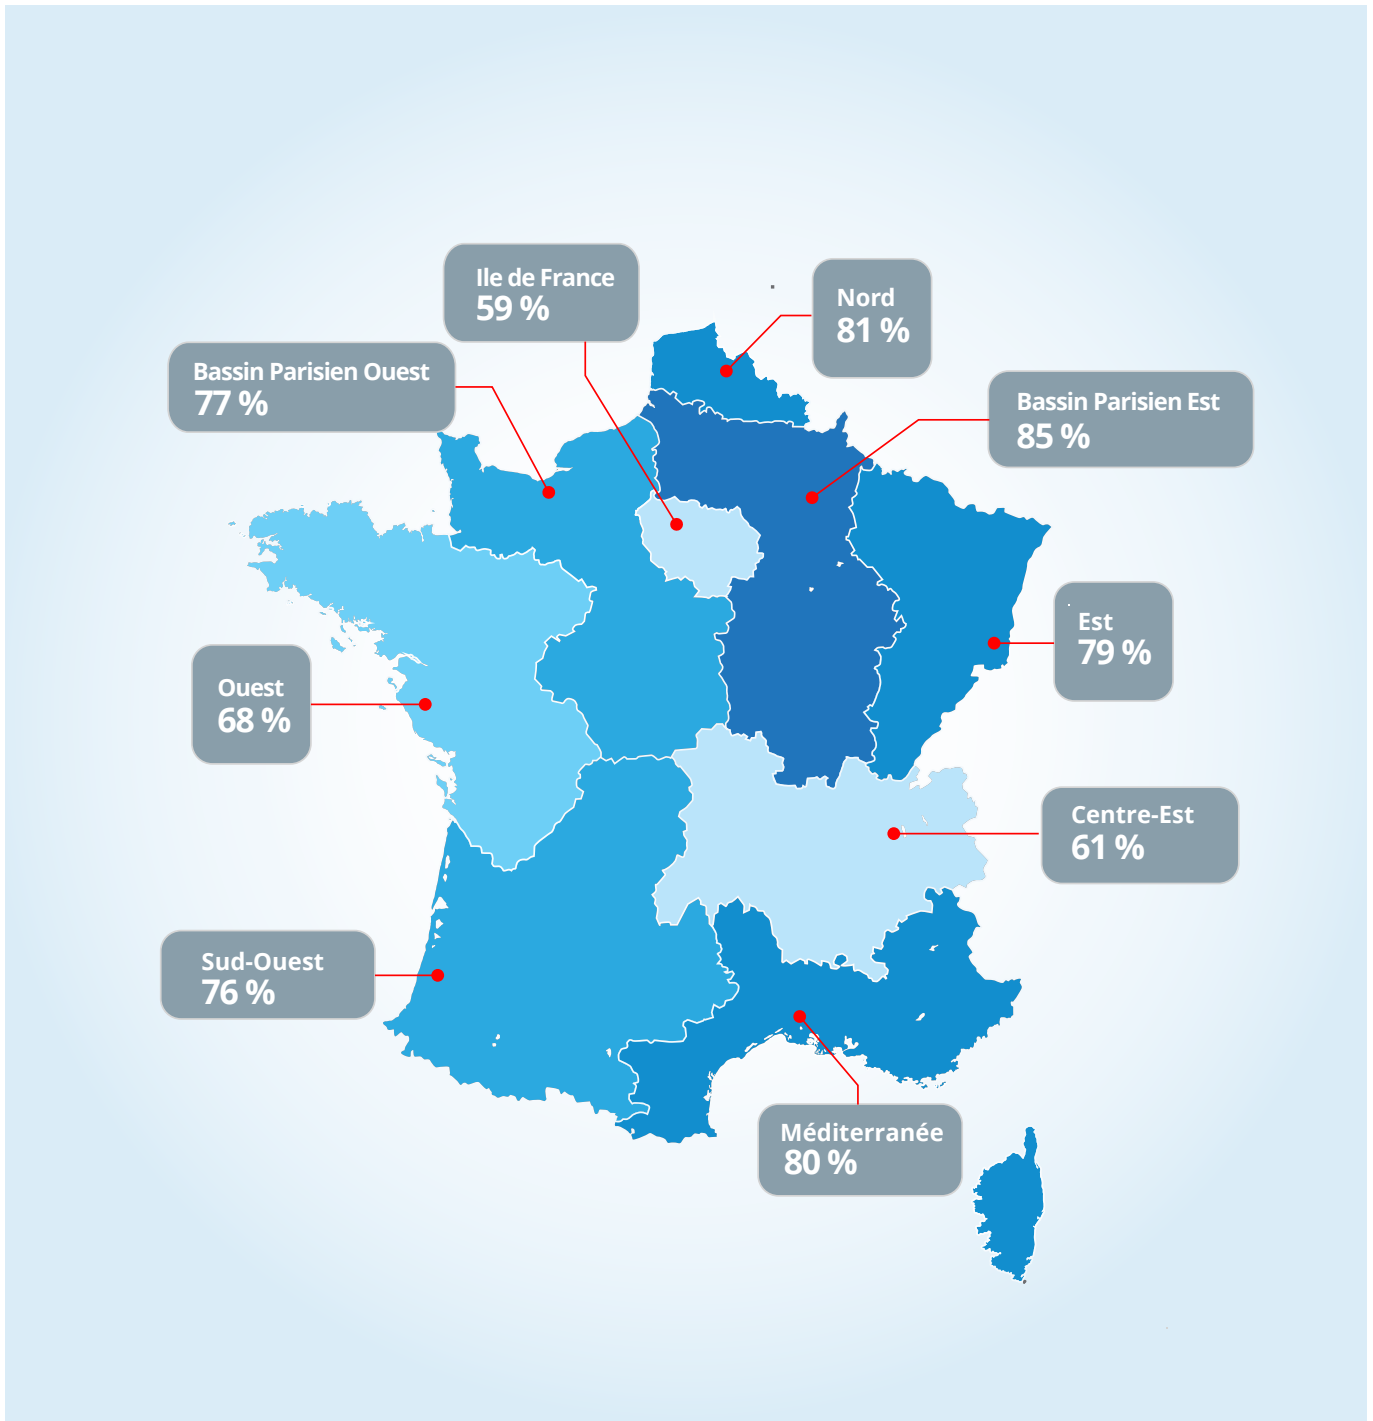 Ile de France
59 %
Nord
81 %
Bassin Parisien Ouest
77 %
Bassin Parisien Est
85 %
Est
79 %
Ouest
68 %
Centre-Est
61 %
Sud-Ouest
76 %
Méditerranée
80 %